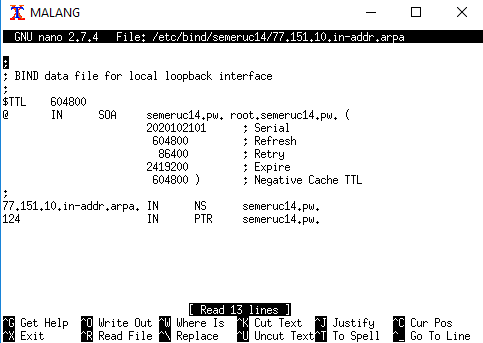 MALANG
GNU nano 2.7.4 File: /etc/bind/semeruc14/77.151.10.in-addr.arpa
;
; BIND data file for local loopback interface
;
$TTL 604800
@ IN SOA semeruc14.pw. root.semeruc14.pw. (
2020102101 ; Serial
604800 ; Refresh
86400 ; Retry
2419200 ; Expire
604800 ) ; Negative Cache TTL
;
77.151.10.in-addr.arpa. IN NS semeruc14.pw.
124 IN PTR semeruc14.pw.
[ Read 13 lines ]
^G Get Help ^O Write Out ^W Where Is ^K Cut Text ^J Justify ^C Cur Pos
^X Exit ^R Read File ^\ Replace ^U Uncut Text ^T To Spell ^_ Go To Line